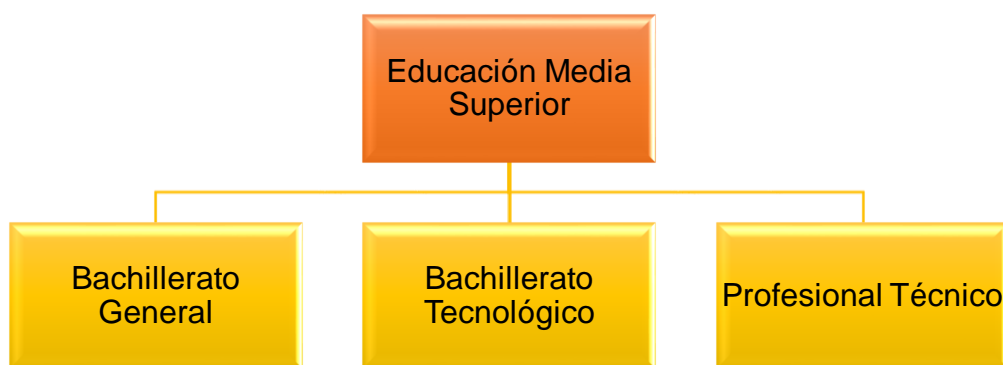 Educación Media
Superior
Bachillerato
General
Bachillerato
Tecnológico
Profesional Técnico